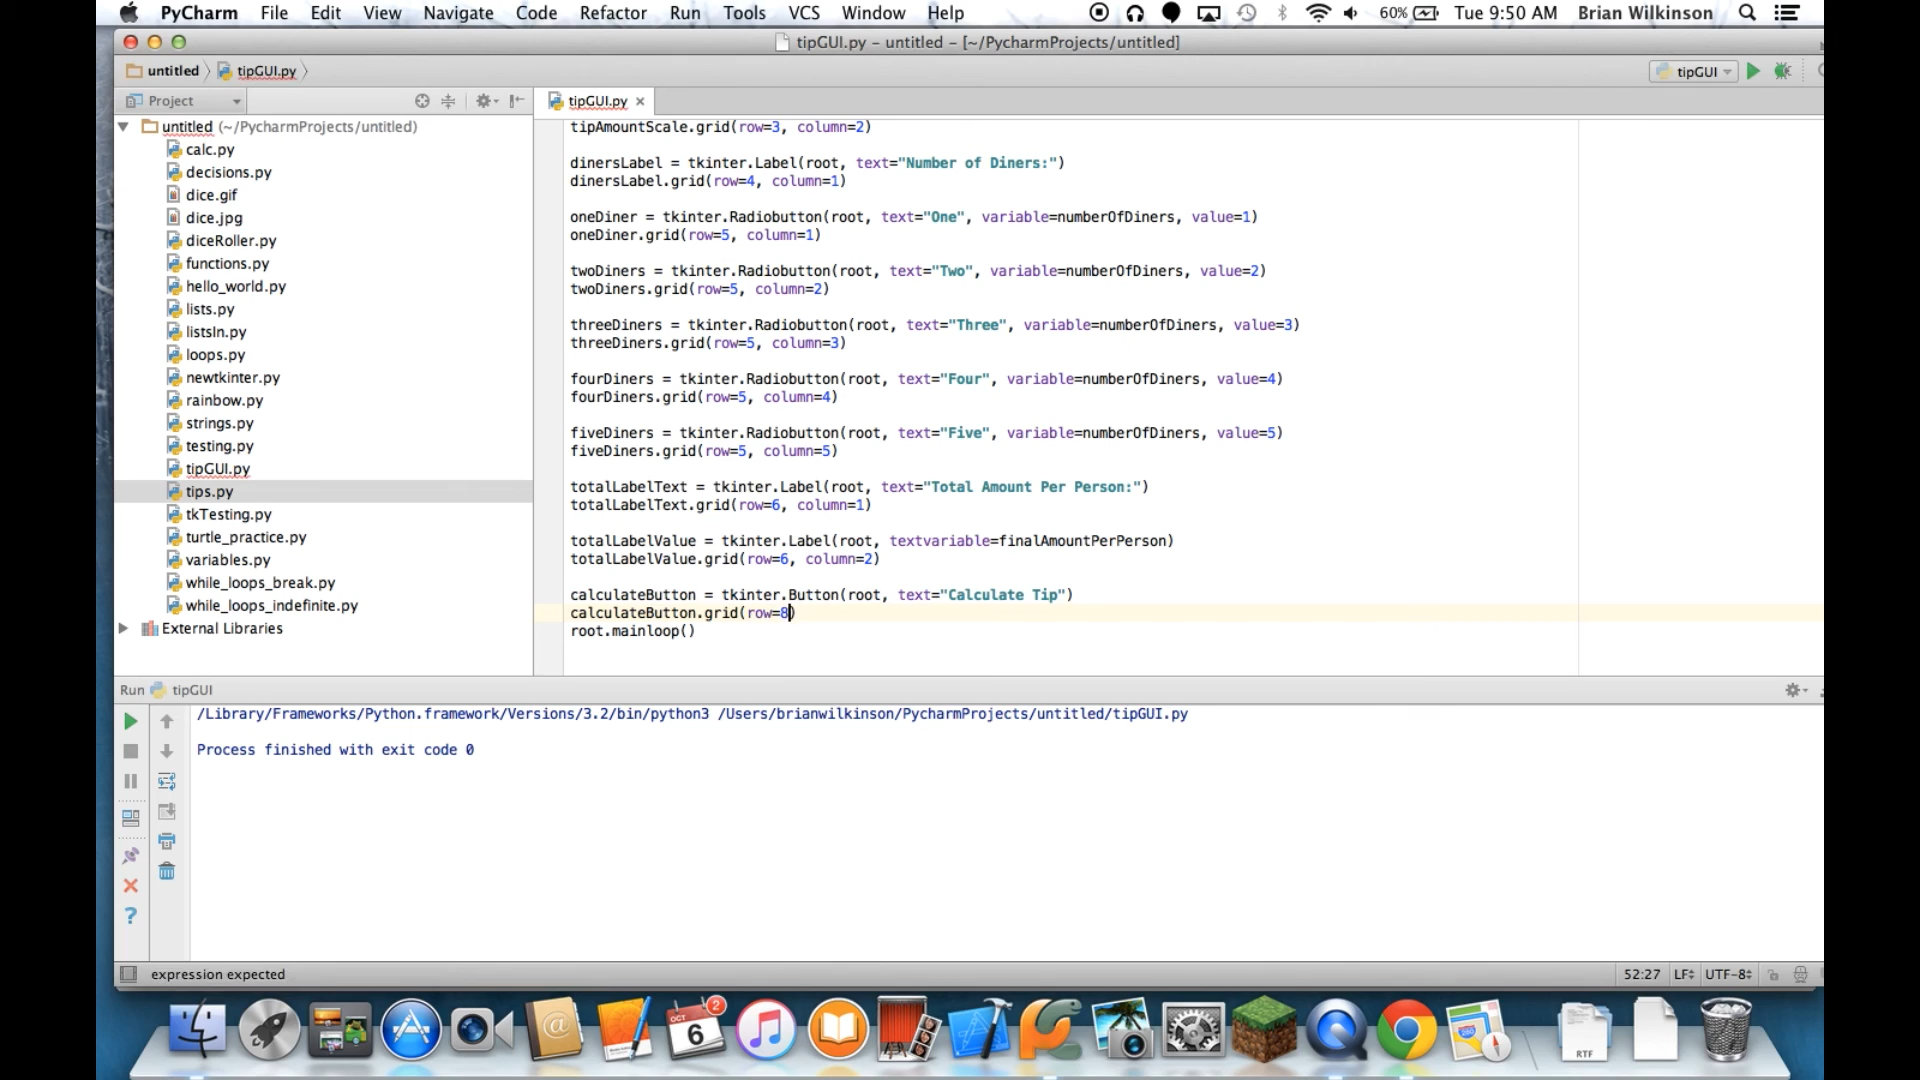 PyCharm File Edit View Navigate Code Refactor Run Tools VCS Window Help 60% Tue 9:50 AM Brian Wilkinson
tipGUI.py - untitled - [~/PycharmProjects/untitled]
untitled tipGUI.py tipGUI
Project
untitled (~/PycharmProjects/untitled)
calc.py
decisions.py
dice.gif
dice.jpg
diceRoller.py
functions.py
hello_world.py
lists.py
listsIn.py
loops.py
newtkinter.py
rainbow.py
strings.py
testing.py
tipGUI.py
tips.py
tkTesting.py
turtle_practice.py
variables.py
while_loops_break.py
while_loops_indefinite.py
External Libraries
tipGUI.py
tipAmountScale.grid(row=3, column=2)
dinersLabel = tkinter.Label(root, text="Number of Diners:")
dinersLabel.grid(row=4, column=1)
oneDiner = tkinter.Radiobutton(root, text="One", variable=numberOfDiners, value=1)
oneDiner.grid(row=5, column=1)
twoDiners = tkinter.Radiobutton(root, text="Two", variable=numberOfDiners, value=2)
twoDiners.grid(row=5, column=2)
threeDiners = tkinter.Radiobutton(root, text="Three", variable=numberOfDiners, value=3)
threeDiners.grid(row=5, column=3)
fourDiners = tkinter.Radiobutton(root, text="Four", variable=numberOfDiners, value=4)
fourDiners.grid(row=5, column=4)
fiveDiners = tkinter.Radiobutton(root, text="Five", variable=numberOfDiners, value=5)
fiveDiners.grid(row=5, column=5)
totalLabelText = tkinter.Label(root, text="Total Amount Per Person:")
totalLabelText.grid(row=6, column=1)
totalLabelValue = tkinter.Label(root, textvariable=finalAmountPerPerson)
totalLabelValue.grid(row=6, column=2)
calculateButton = tkinter.Button(root, text="Calculate Tip")
calculateButton.grid(row=8)
root.mainloop()
Run tipGUI
/Library/Frameworks/Python.framework/Versions/3.2/bin/python3 /Users/brianwilkinson/PycharmProjects/untitled/tipGUI.py
Process finished with exit code 0
expression expected 52:27 LF UTF-8
OCT
6
2
RTF